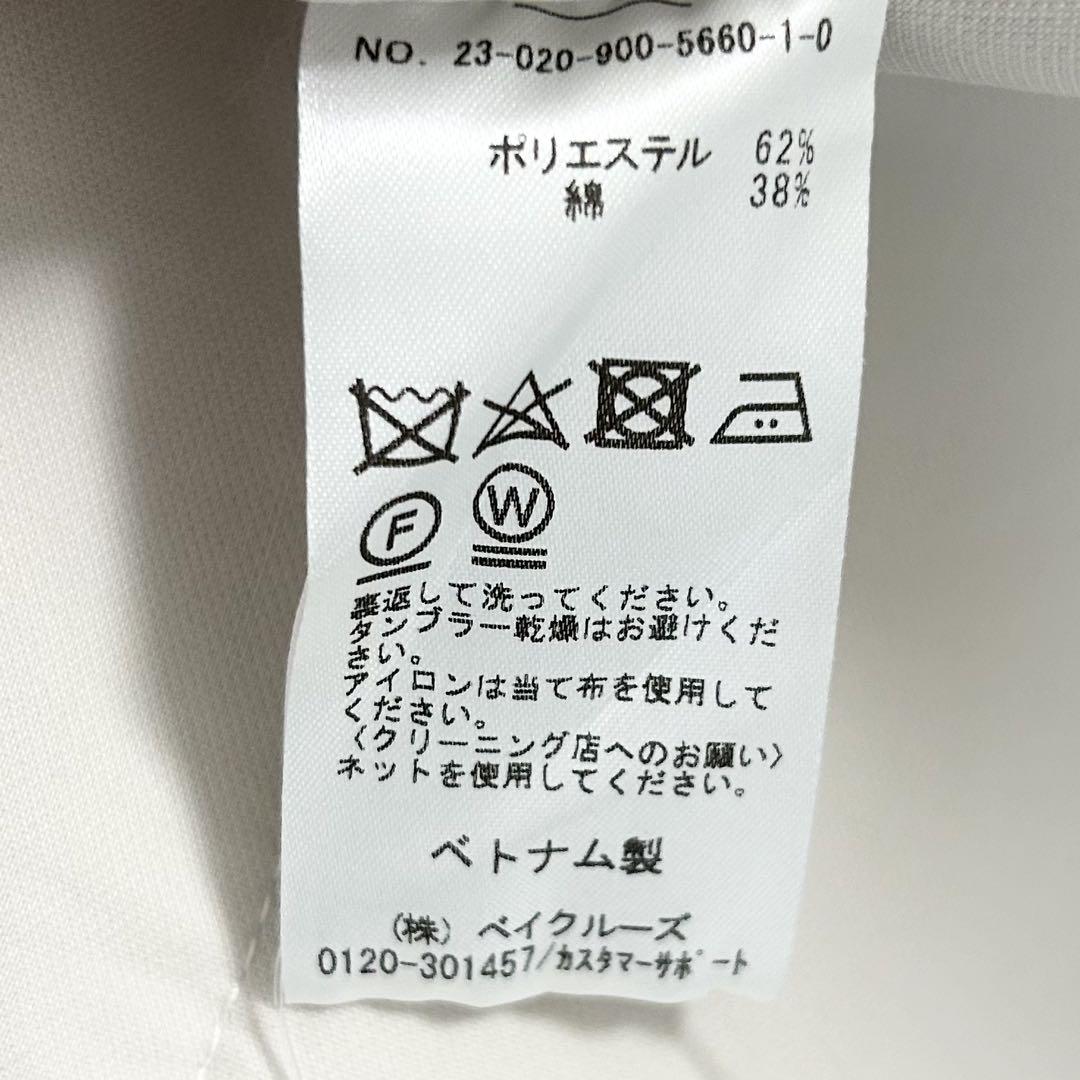 NO. 23-020-900-5660-1-0
ポリエステル 62%
綿 38%
F
W
裏返して洗ってください。
タンブラー乾燥はお避けくだ
さい。
アイロンは当て布を使用して
ください。
〈クリーニング店へのお願い〉
ネットを使用してください。
ベトナム製
(株) ベイクルーズ
0120-301457/カスタマーサポート